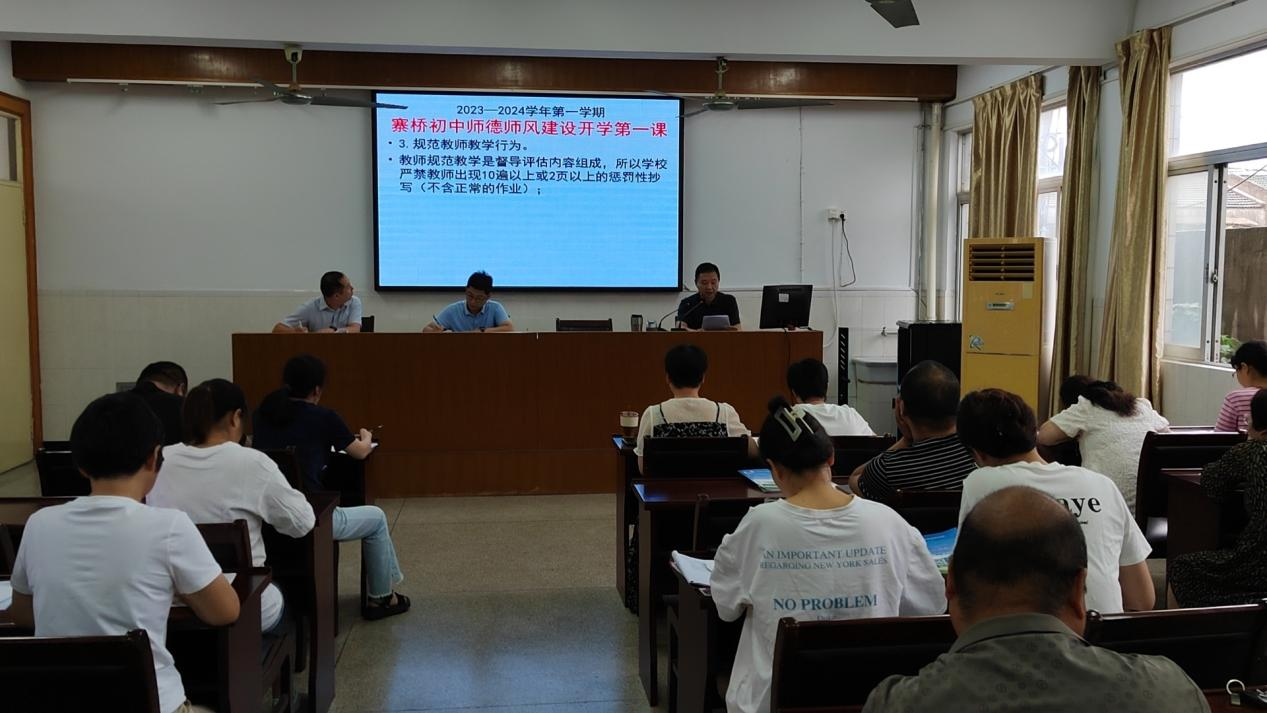 2023—2024学年第一学期
寨桥初中师德师风建设开学第一课
• 3. 规范教师教学行为。
• 教师规范教学是督导评估内容组成，所以学校
严禁教师出现10遍以上或2页以上的惩罚性抄
写（不含正常的作业）；
aye
AN IMPORTANT UPDATE
REGARDING NEW YORK SALES
NO PROBLEM